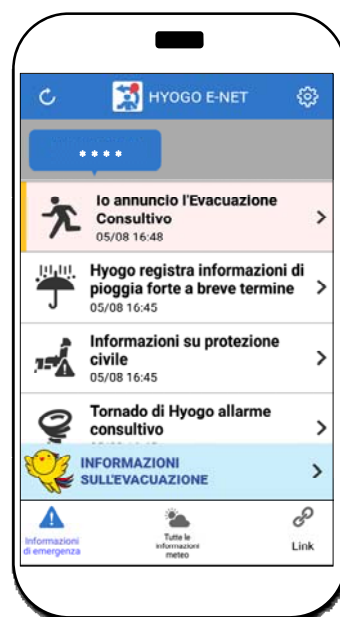 HYOGO E-NET
****
Io annuncio l'Evacuazione
Consultivo
05/08 16:48
Hyogo registra informazioni di
pioggia forte a breve termine
05/08 16:45
Informazioni su protezione
civile
05/08 16:45
Tornado di Hyogo allarme
consultivo
INFORMAZIONI
SULL'EVACUAZIONE
Informazioni
di emergenza
Tutte le
informazioni
meteo
Link